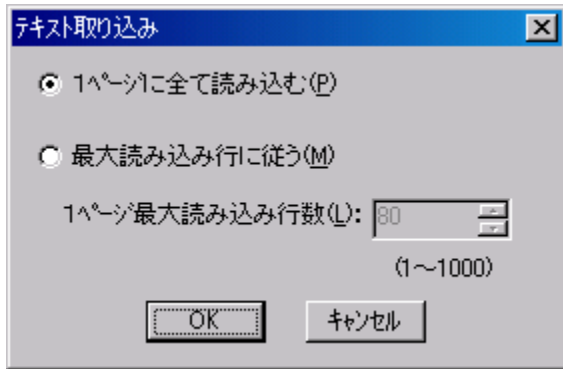 テキスト取り込み
1ページに全て読み込む(P)
最大読み込み行に従う(M)
1ページ最大読み込み行数(L): 80
(1～1000)
OK キャンセル